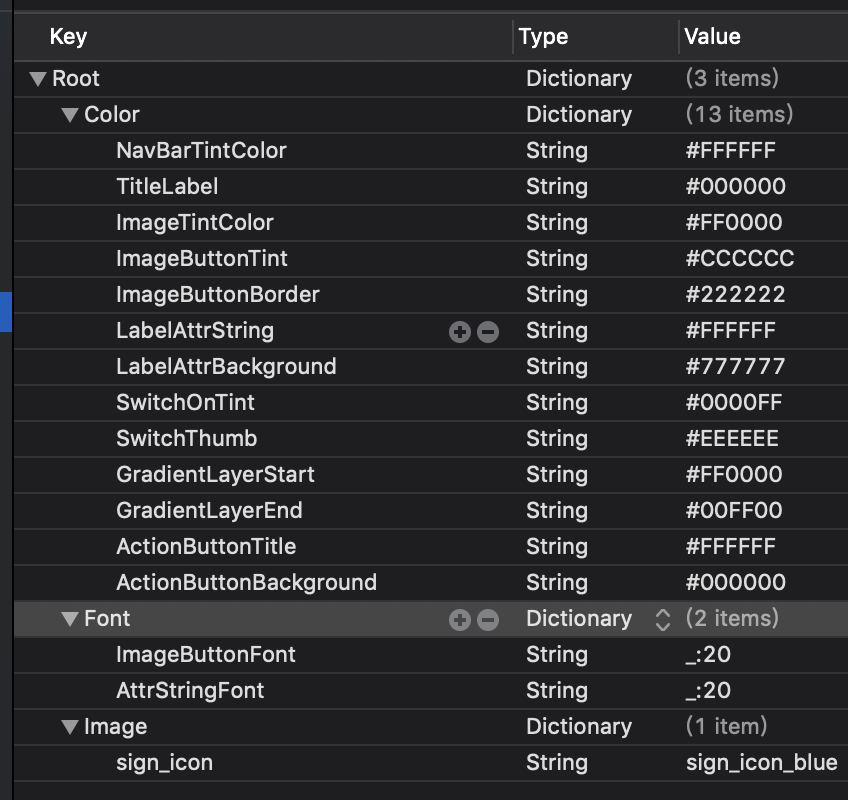 Key Type Value
Root Dictionary (3 items)
Color Dictionary (13 items)
NavBarTintColor String #FFFFFF
TitleLabel String #000000
ImageTintColor String #FF0000
ImageButtonTint String #CCCCCC
ImageButtonBorder String #222222
LabelAttrString String #FFFFFF
LabelAttrBackground String #777777
SwitchOnTint String #0000FF
SwitchThumb String #EEEEEE
GradientLayerStart String #FF0000
GradientLayerEnd String #00FF00
ActionButtonTitle String #FFFFFF
ActionButtonBackground String #000000
Font Dictionary (2 items)
ImageButtonFont String _:20
AttrStringFont String _:20
Image Dictionary (1 item)
sign_icon String sign_icon_blue